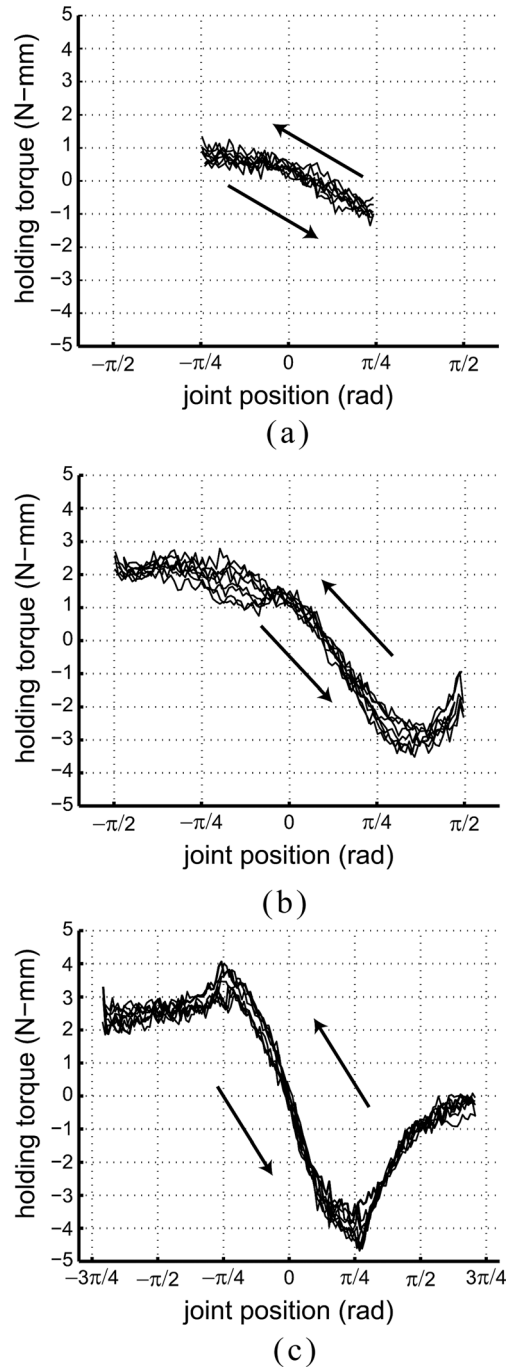 5
4
3
2
1
0
−1
−2
−3
−4
−5
holding torque (N−mm)
−π/2 −π/4 0 π/4 π/2
joint position (rad)
(a)
5
4
3
2
1
0
−1
−2
−3
−4
−5
holding torque (N−mm)
−π/2 −π/4 0 π/4 π/2
joint position (rad)
(b)
5
4
3
2
1
0
−1
−2
−3
−4
−5
holding torque (N−mm)
−3π/4 −π/2 −π/4 0 π/4 π/2 3π/4
joint position (rad)
(c)